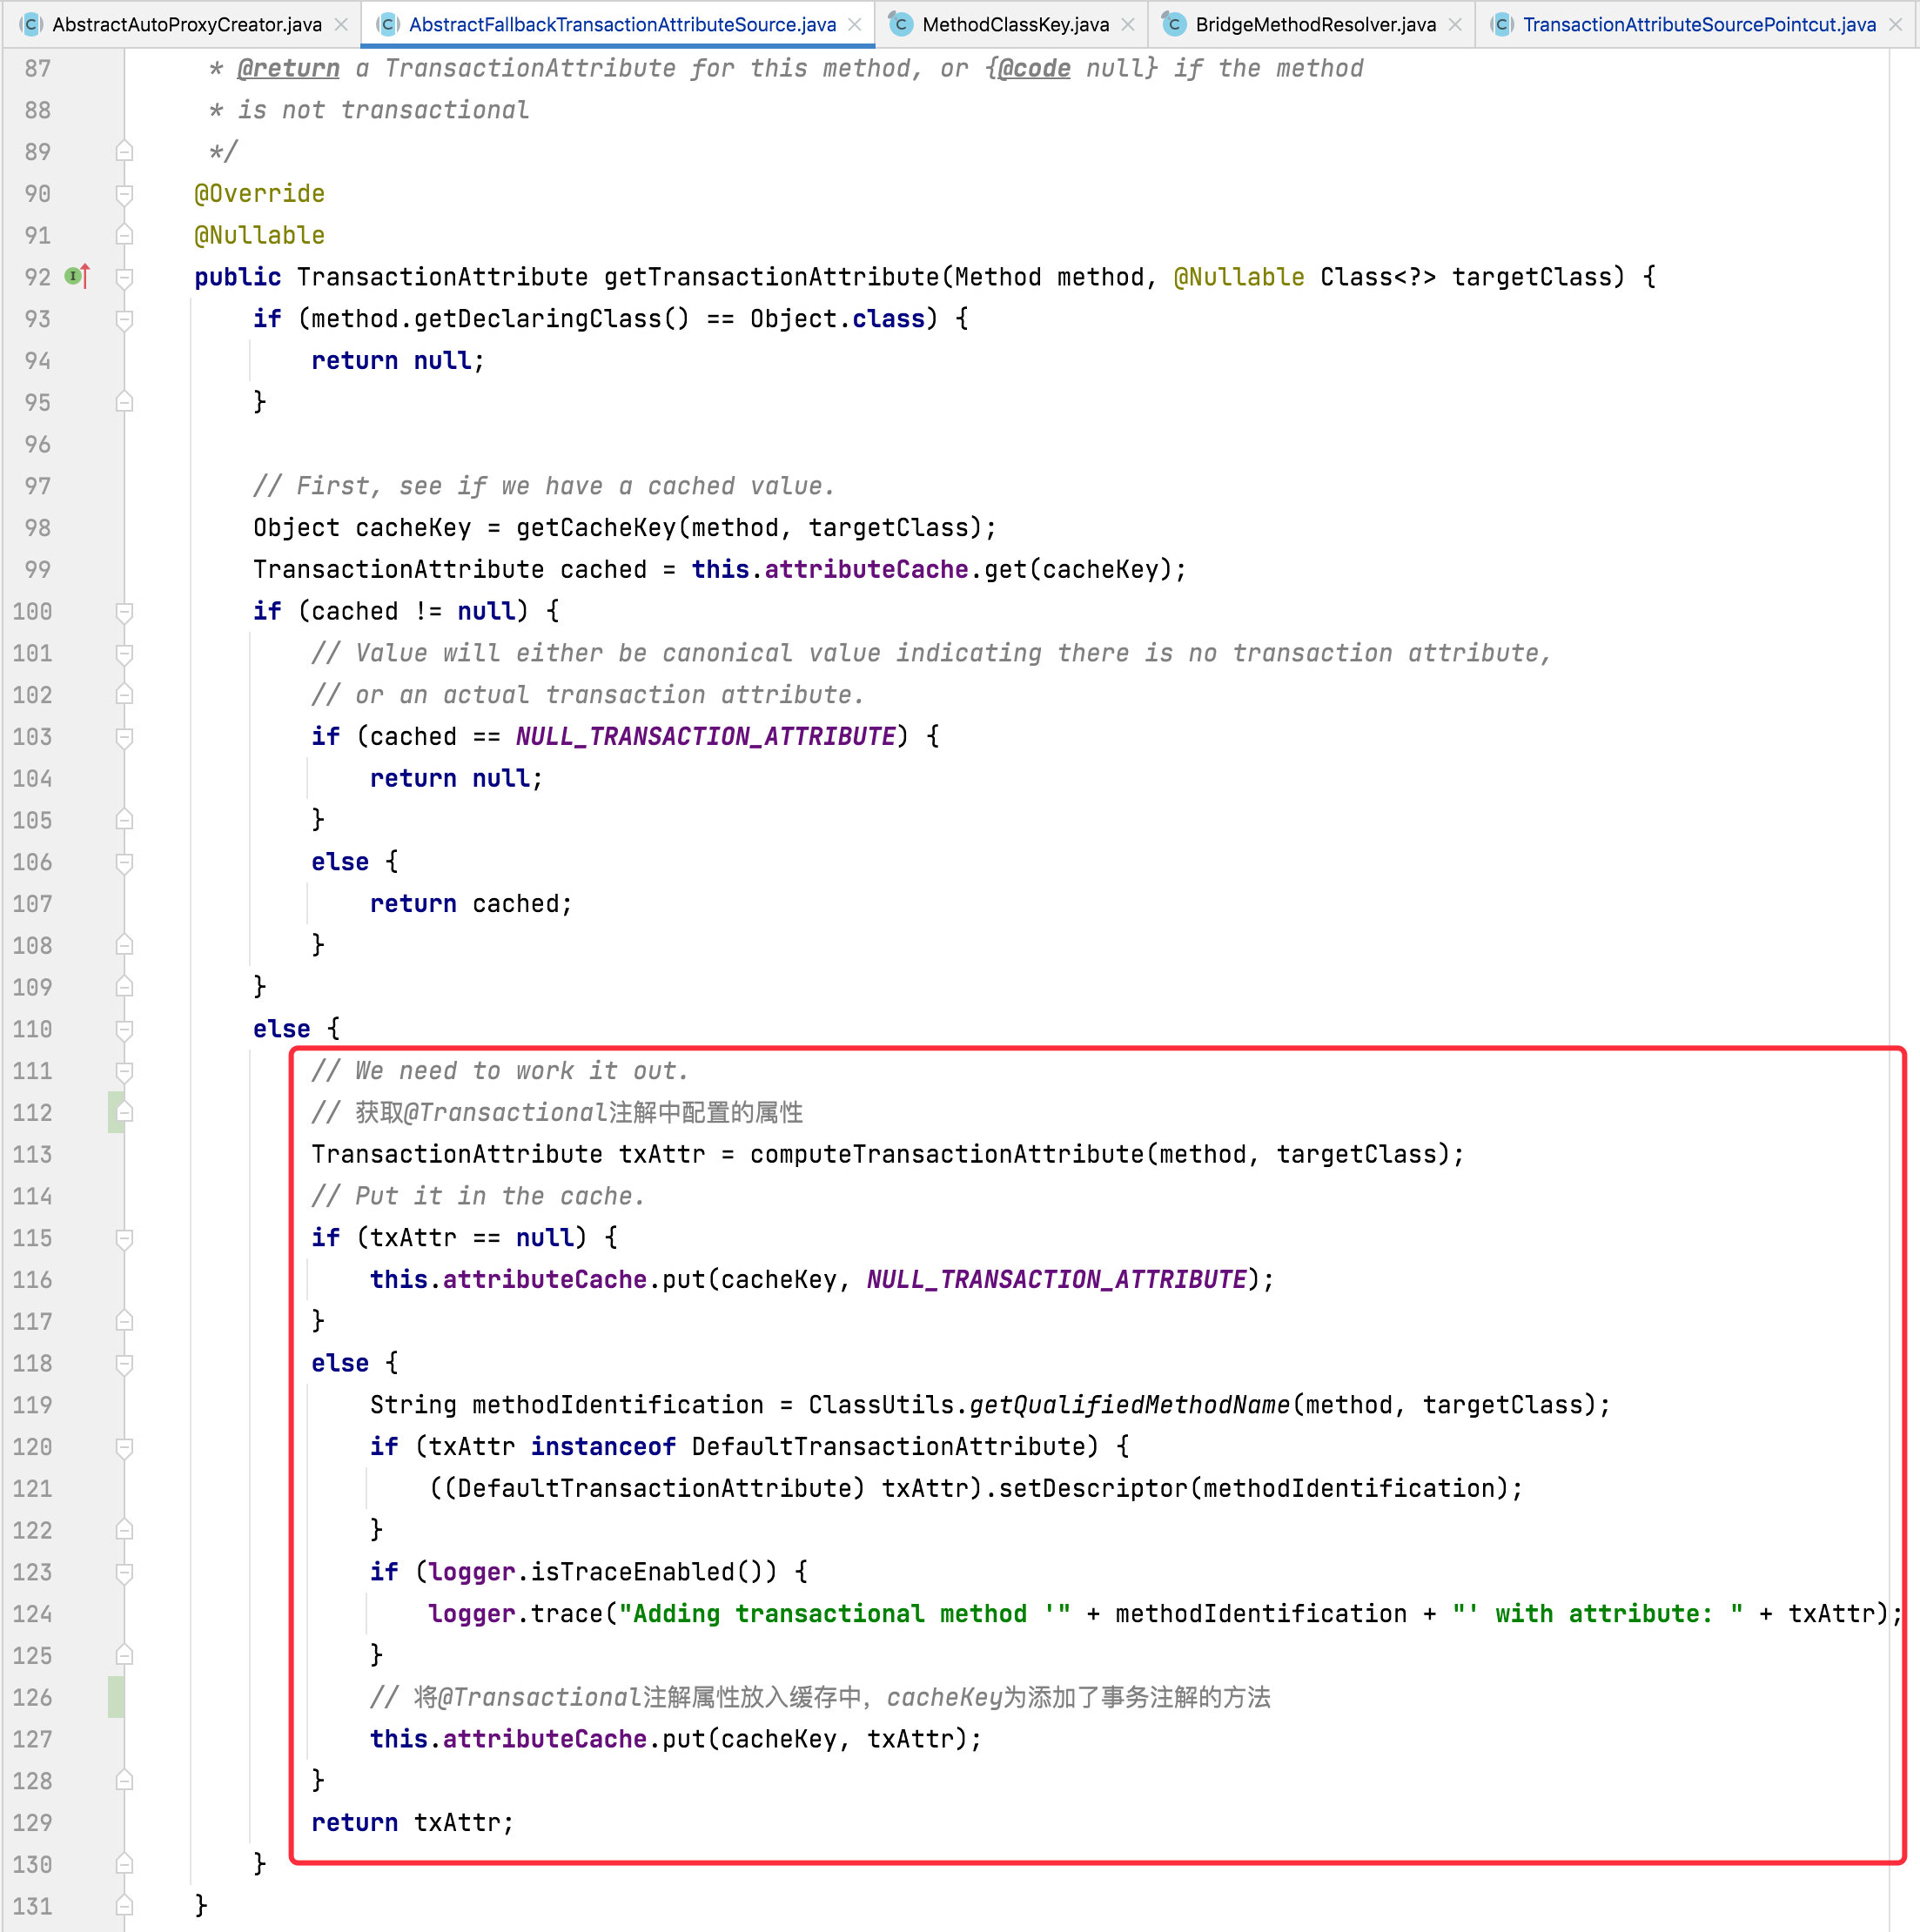 AbstractAutoProxyCreator.java AbstractFallbackTransactionAttributeSource.java MethodClassKey.java BridgeMethodResolver.java TransactionAttributeSourcePointcut.java
87 * @return a TransactionAttribute for this method, or {@code null} if the method
88 * is not transactional
89 */
90 @Override
91 @Nullable
92 public TransactionAttribute getTransactionAttribute(Method method, @Nullable Class<?> targetClass) {
93 if (method.getDeclaringClass() == Object.class) {
94 return null;
95 }
96
97 // First, see if we have a cached value.
98 Object cacheKey = getCacheKey(method, targetClass);
99 TransactionAttribute cached = this.attributeCache.get(cacheKey);
100 if (cached != null) {
101 // Value will either be canonical value indicating there is no transaction attribute,
102 // or an actual transaction attribute.
103 if (cached == NULL_TRANSACTION_ATTRIBUTE) {
104 return null;
105 }
106 else {
107 return cached;
108 }
109 }
110 else {
111 // We need to work it out.
112 // 获取@Transactional注解中配置的属性
113 TransactionAttribute txAttr = computeTransactionAttribute(method, targetClass);
114 // Put it in the cache.
115 if (txAttr == null) {
116 this.attributeCache.put(cacheKey, NULL_TRANSACTION_ATTRIBUTE);
117 }
118 else {
119 String methodIdentification = ClassUtils.getQualifiedMethodName(method, targetClass);
120 if (txAttr instanceof DefaultTransactionAttribute) {
121 ((DefaultTransactionAttribute) txAttr).setDescriptor(methodIdentification);
122 }
123 if (logger.isTraceEnabled()) {
124 logger.trace("Adding transactional method '" + methodIdentification + "' with attribute: " + txAttr);
125 }
126 // 将@Transactional注解属性放入缓存中，cacheKey为添加了事务注解的方法
127 this.attributeCache.put(cacheKey, txAttr);
128 }
129 return txAttr;
130 }
131 }